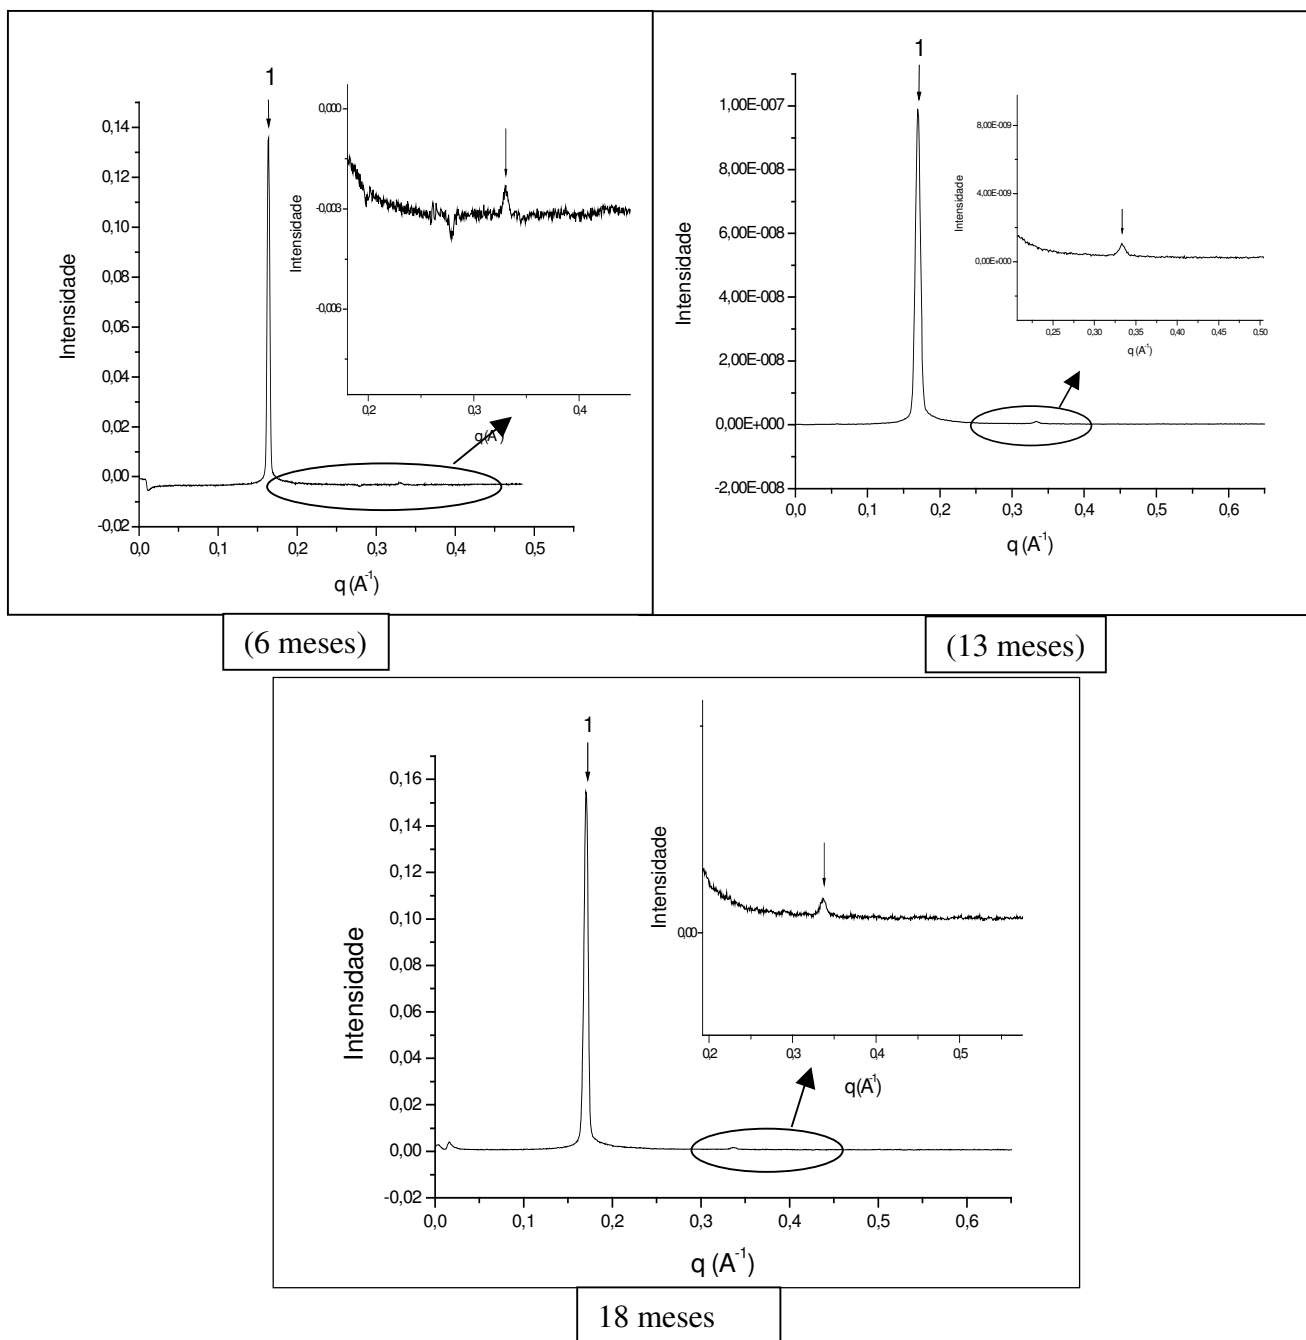 1
0,14
0,12
0,10
0,08
0,06
0,04
0,02
0,00
-0,02
Intensidade
0,0 0,1 0,2 0,3 0,4 0,5
q (A⁻¹)
0,000
-0,003
-0,006
Intensidade
0,2 0,3 0,4
q(A⁻¹)
(6 meses)
1
1,00E-007
8,00E-008
6,00E-008
4,00E-008
2,00E-008
0,00E+000
-2,00E-008
Intensidade
0,0 0,1 0,2 0,3 0,4 0,5 0,6
q (A⁻¹)
8,00E-009
4,00E-009
0,00E+000
Intensidade
0,25 0,30 0,35 0,40 0,45 0,50
q (A⁻¹)
(13 meses)
1
0,16
0,14
0,12
0,10
0,08
0,06
0,04
0,02
0,00
-0,02
Intensidade
0,0 0,1 0,2 0,3 0,4 0,5 0,6
q (A⁻¹)
0,00
Intensidade
0,2 0,3 0,4 0,5
q(A⁻¹)
18 meses